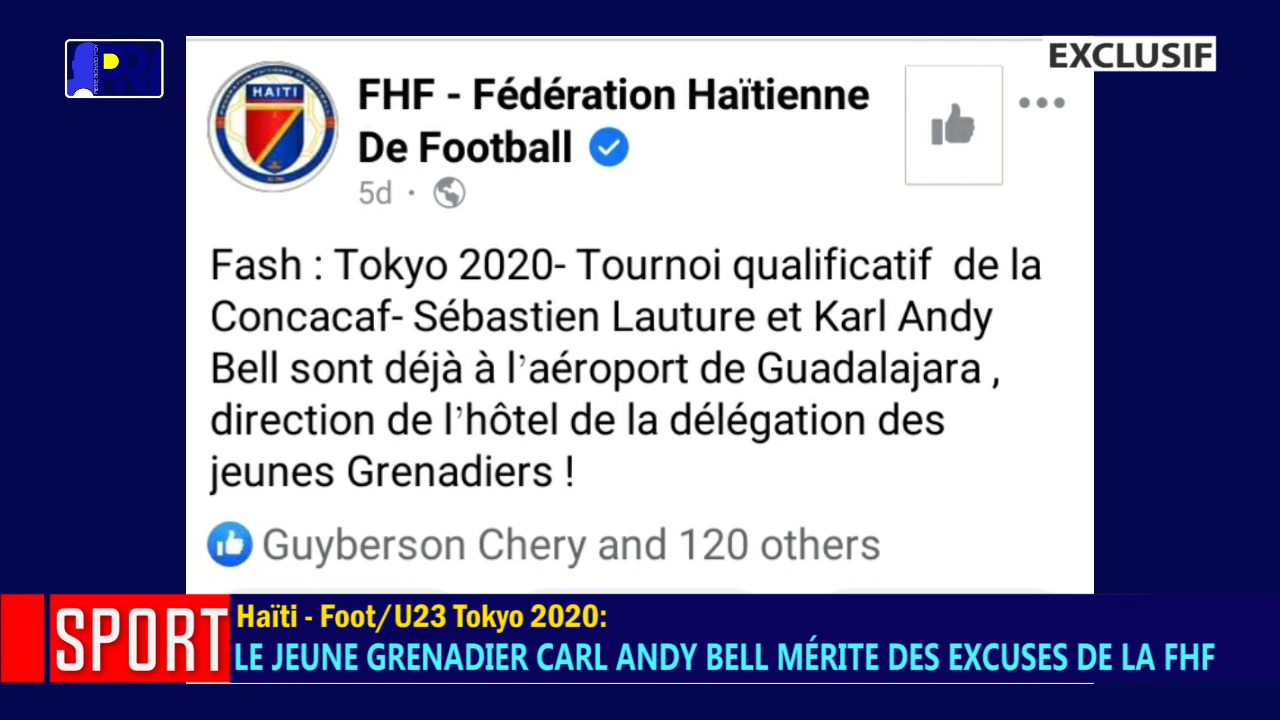 EXCLUSIF
HAITI
FHF - Fédération Haïtienne
De Football
5d ·
Fash : Tokyo 2020- Tournoi qualificatif  de la
Concacaf- Sébastien Lauture et Karl Andy
Bell sont déjà à l’aéroport de Guadalajara ,
direction de l’hôtel de la délégation des
jeunes Grenadiers !
Guyberson Chery and 120 others
SPORT
Haïti - Foot/U23 Tokyo 2020:
LE JEUNE GRENADIER CARL ANDY BELL MÉRITE DES EXCUSES DE LA FHF